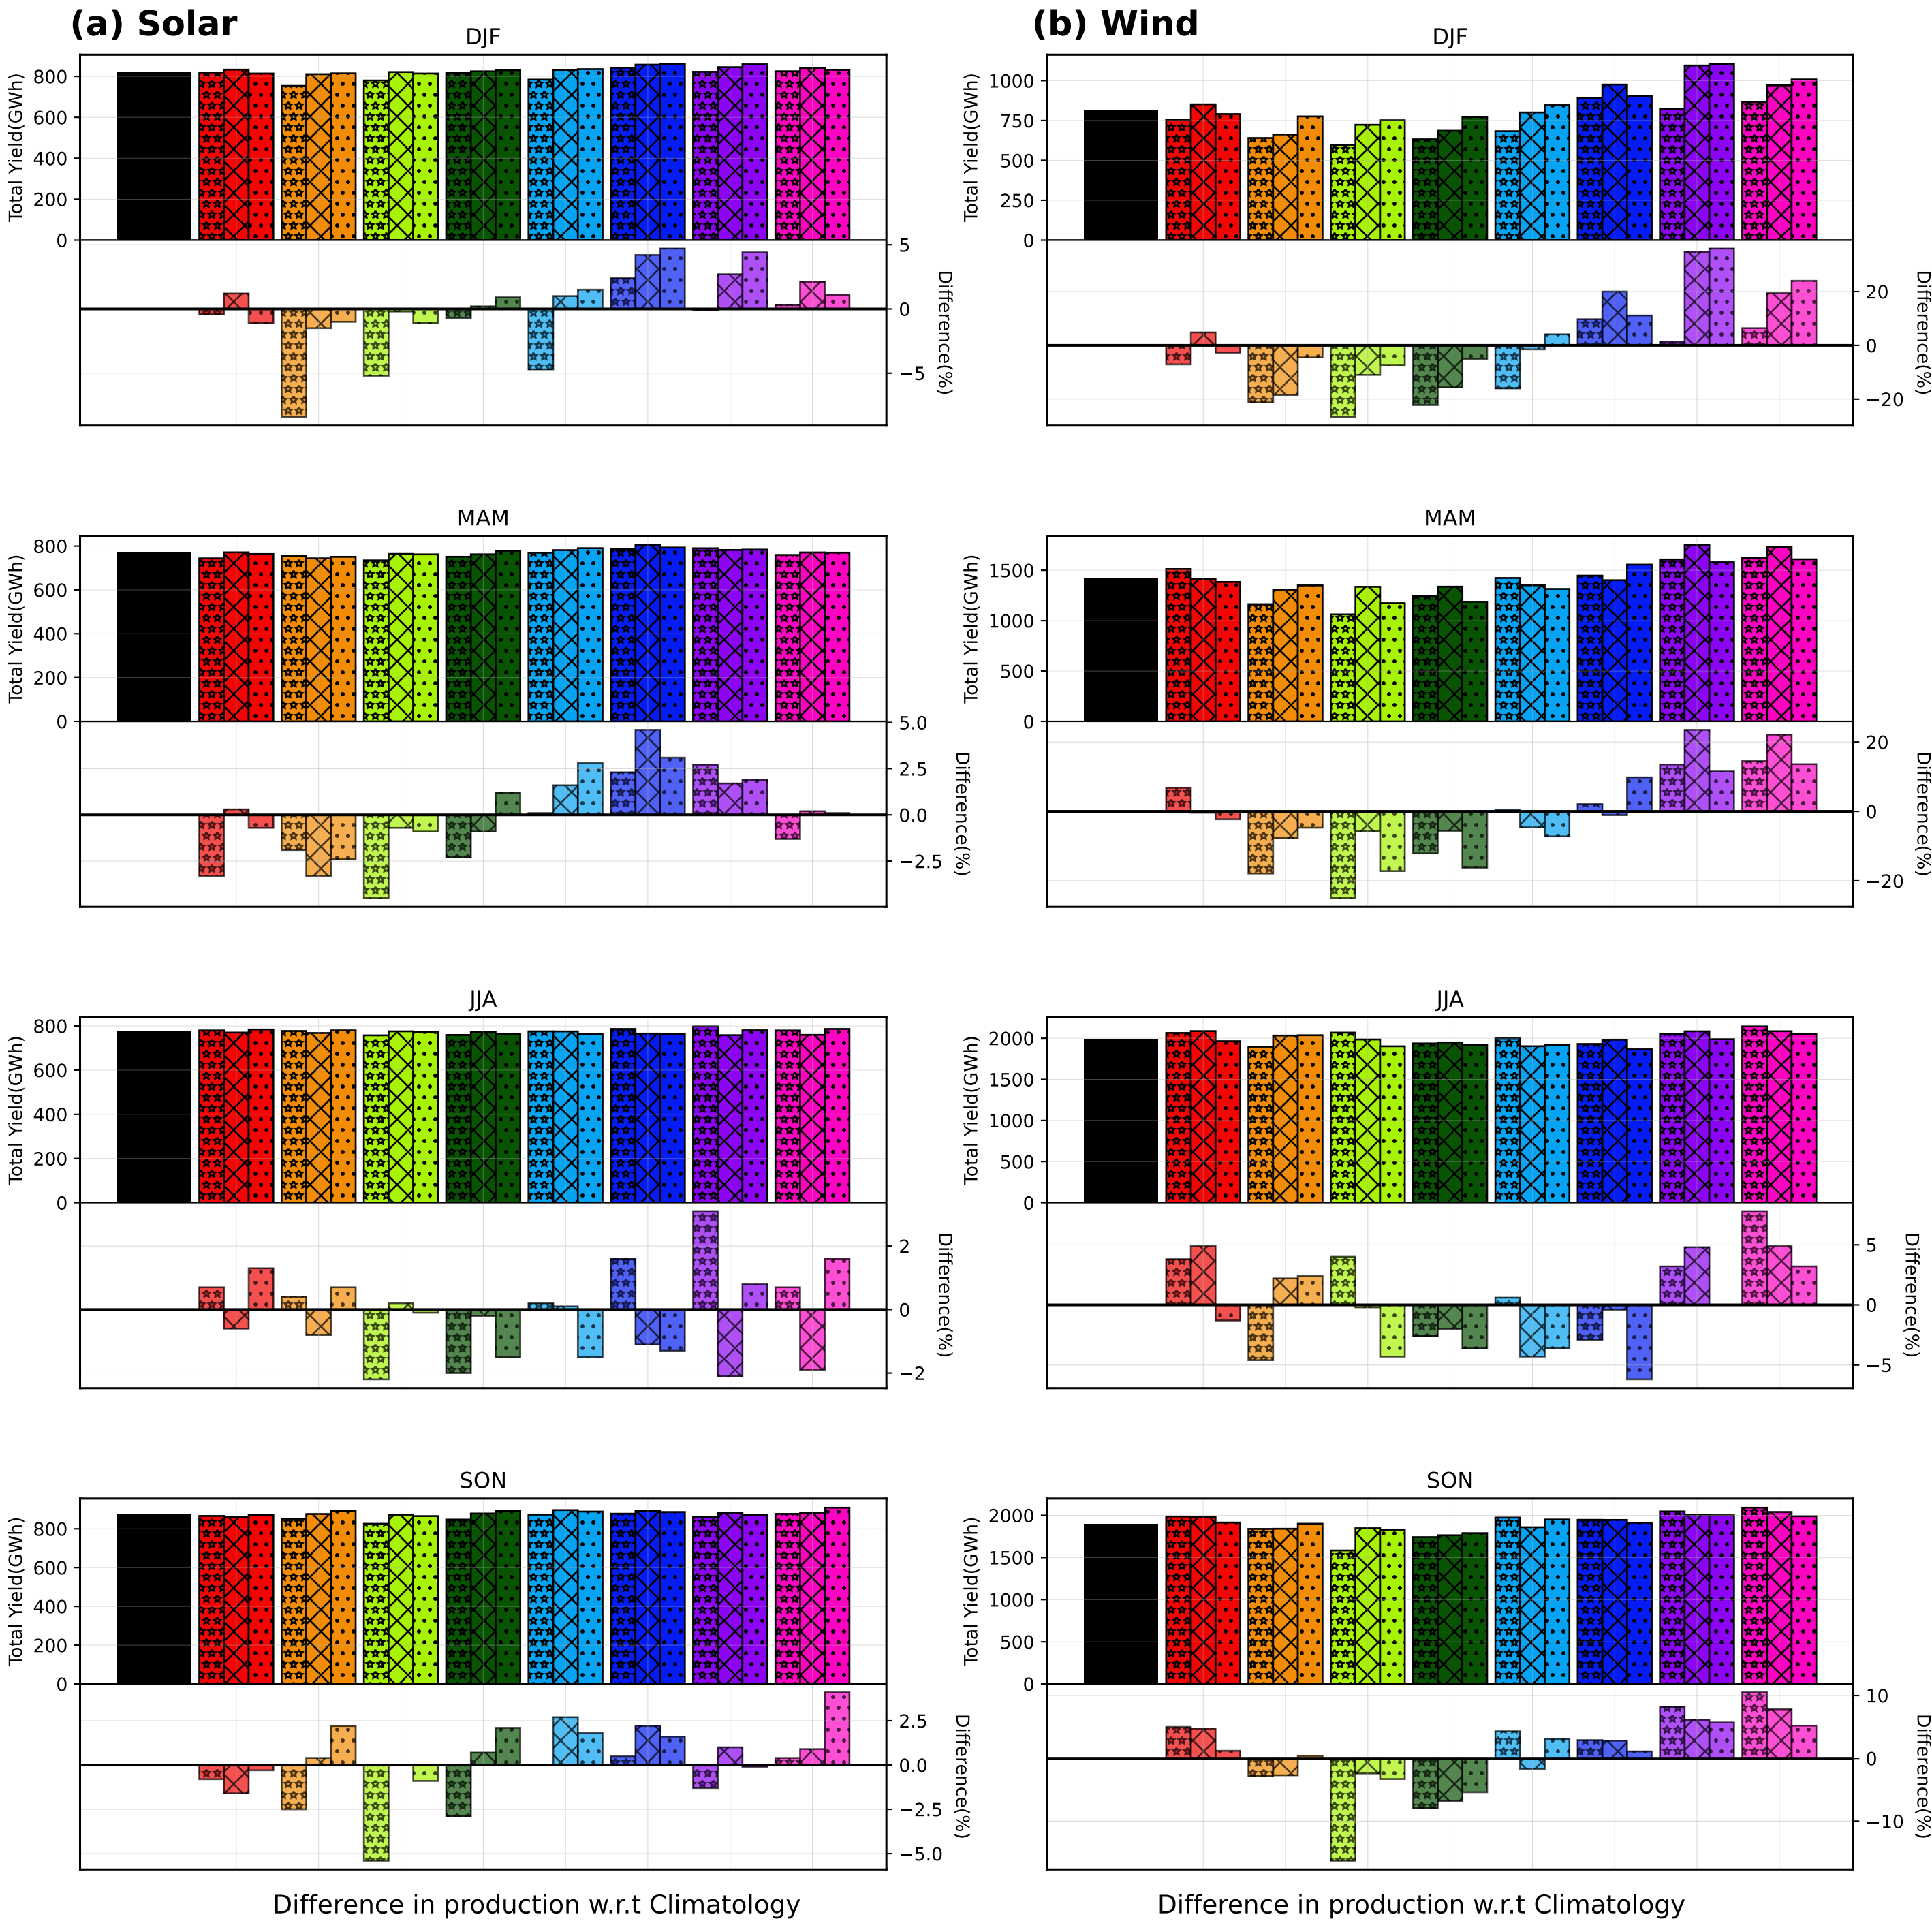 (a) Solar
(b) Wind
DJF
Total Yield(GWh)
800
600
400
200
0
5
0
−5
Difference(%)
DJF
Total Yield(GWh)
1000
750
500
250
0
20
0
−20
Difference(%)
MAM
Total Yield(GWh)
800
600
400
200
0
5.0
2.5
0.0
−2.5
Difference(%)
MAM
Total Yield(GWh)
1500
1000
500
0
20
0
−20
Difference(%)
JJA
Total Yield(GWh)
800
600
400
200
0
2
0
−2
Difference(%)
JJA
Total Yield(GWh)
2000
1500
1000
500
0
5
0
−5
Difference(%)
SON
Total Yield(GWh)
800
600
400
200
0
2.5
0.0
−2.5
−5.0
Difference(%)
SON
Total Yield(GWh)
2000
1500
1000
500
0
10
0
−10
Difference(%)
Difference in production w.r.t Climatology
Difference in production w.r.t Climatology